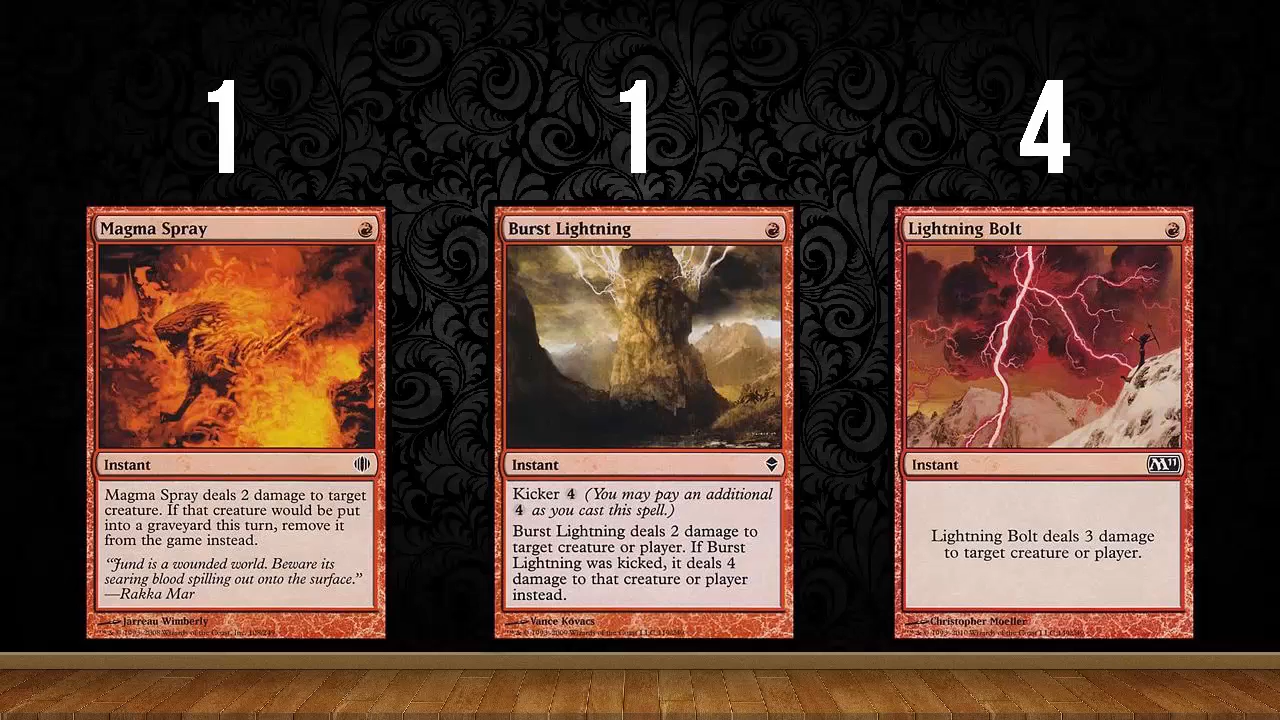 1
1
4
Magma Spray
Instant
Magma Spray deals 2 damage to target
creature. If that creature would be put
into a graveyard this turn, remove it
from the game instead.
“Jund is a wounded world. Beware its
searing blood spilling out onto the surface.”
—Rakka Mar
Jarreau Wimberly
Burst Lightning
Instant
Kicker 4 (You may pay an additional
4 as you cast this spell.)
Burst Lightning deals 2 damage to
target creature or player. If Burst
Lightning was kicked, it deals 4
damage to that creature or player
instead.
Vance Kovacs
Lightning Bolt
Instant
M11
Lightning Bolt deals 3 damage
to target creature or player.
Christopher Moeller